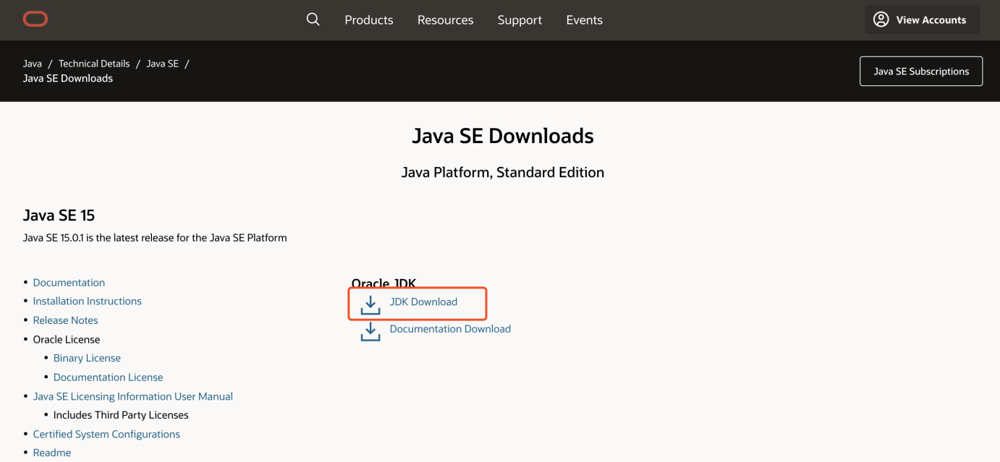 Products Resources Support Events View Accounts
Java / Technical Details / Java SE /
Java SE Downloads
Java SE Subscriptions
Java SE Downloads
Java Platform, Standard Edition
Java SE 15
Java SE 15.0.1 is the latest release for the Java SE Platform
• Documentation
• Installation Instructions
• Release Notes
• Oracle License
• Binary License
• Documentation License
• Java SE Licensing Information User Manual
• Includes Third Party Licenses
• Certified System Configurations
• Readme
Oracle JDK
JDK Download
Documentation Download